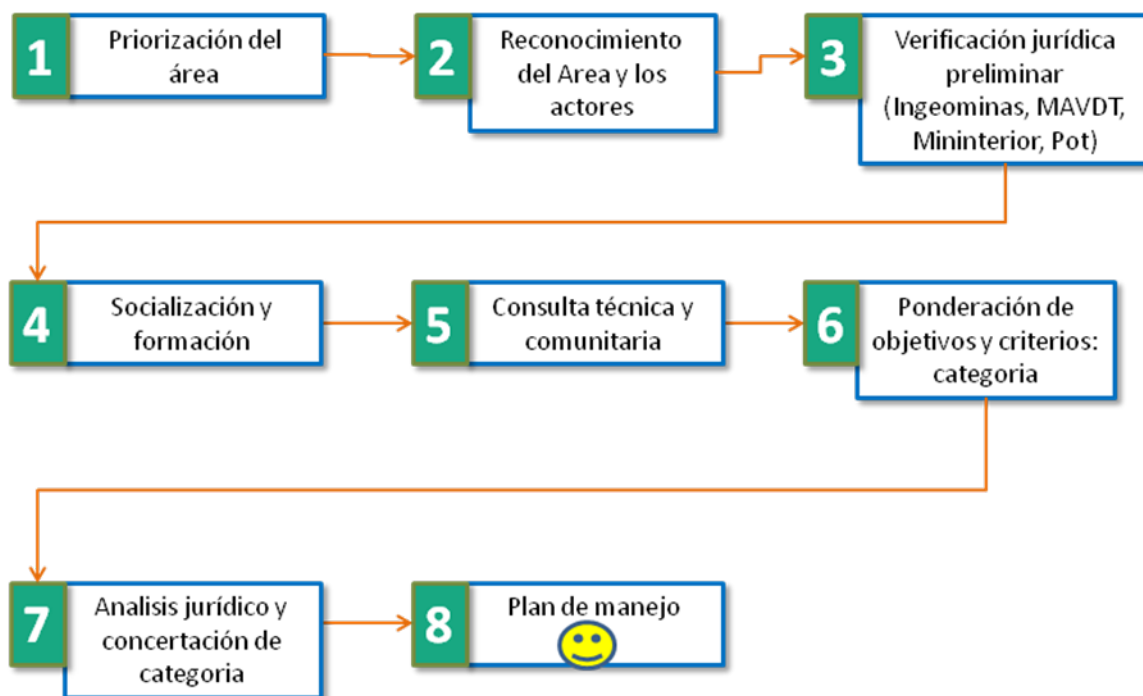 1
Priorización del
área
2
Reconocimiento
del Area y los
actores
3
Verificación jurídica
preliminar
(Ingeominas, MAVDT,
Mininterior, Pot)
4
Socialización y
formación
5
Consulta técnica y
comunitaria
6
Ponderación de
objetivos y criterios:
categoria
7
Analisis jurídico y
concertación de
categoria
8
Plan de manejo